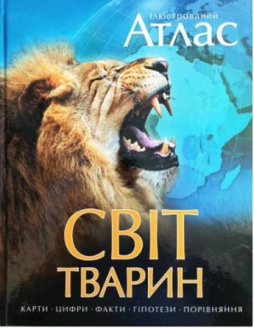 Ілюстрований
Атлас
СВІТ
ТВАРИН
КАРТИ · ЦИФРИ · ФАКТИ · ГІПОТЕЗИ · ПОРІВНЯННЯ